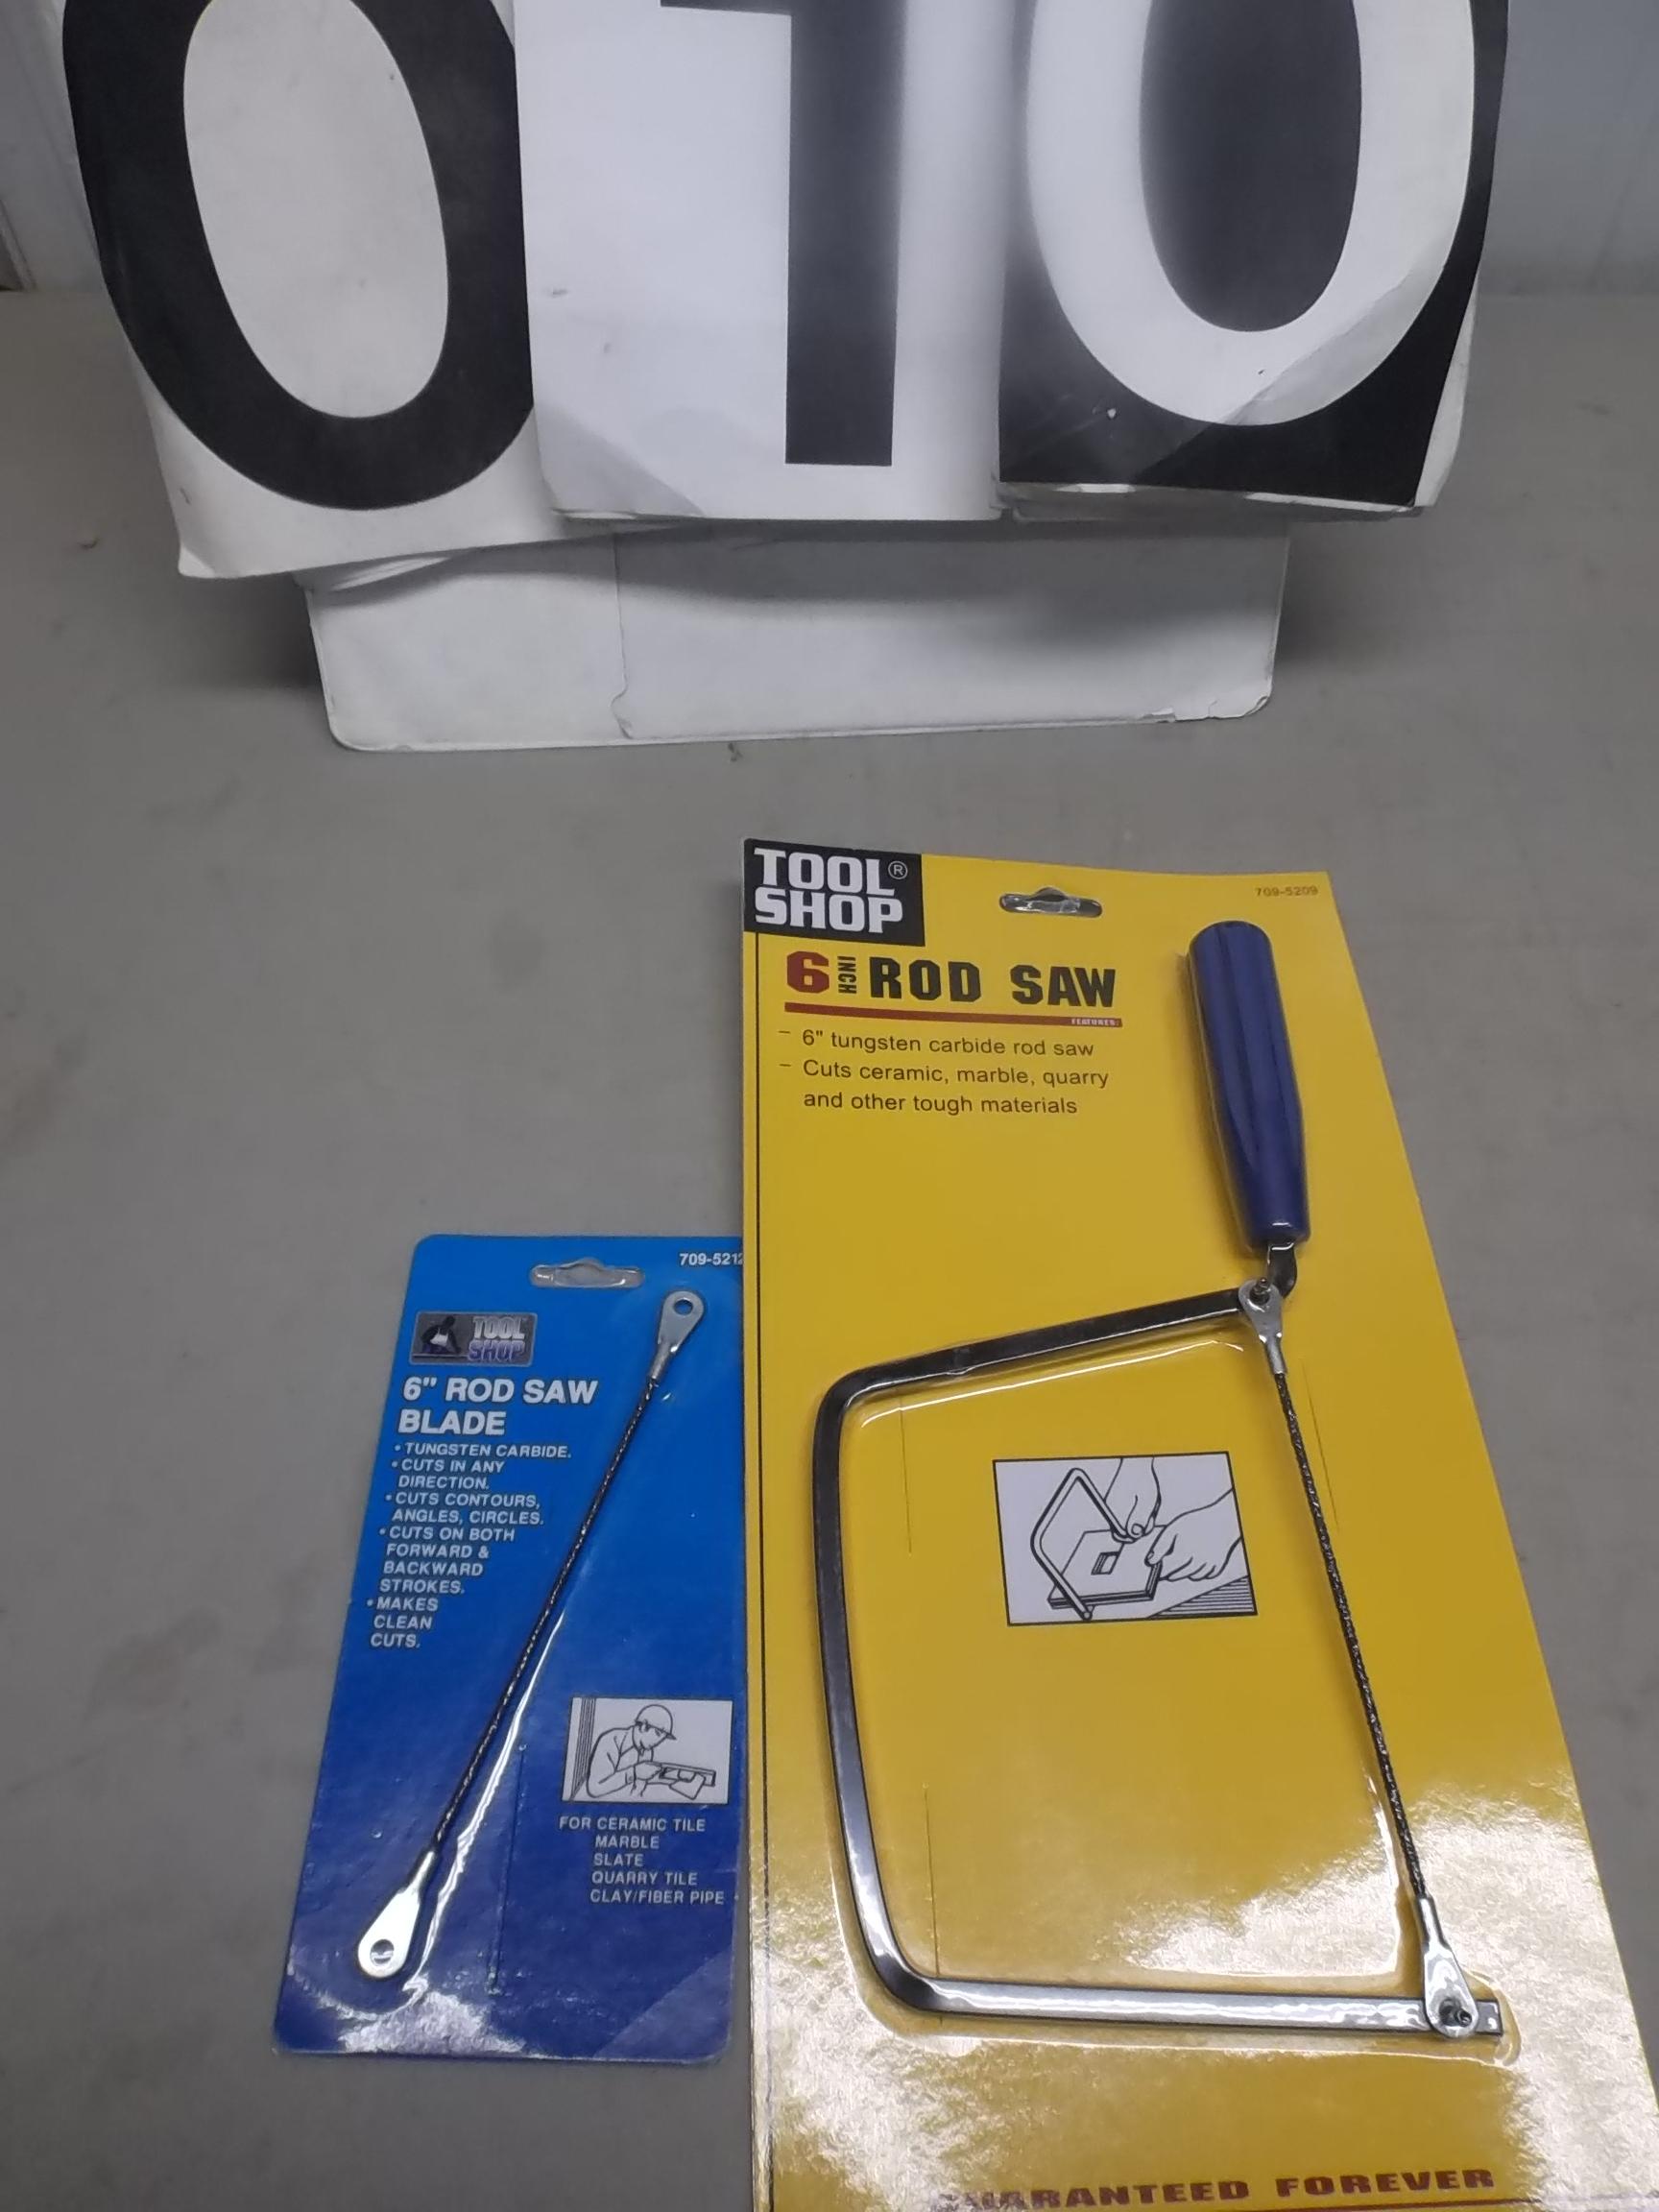 010
TOOL®
SHOP
709-5209
6 INCH ROD SAW
FEATURES:
– 6" tungsten carbide rod saw
– Cuts ceramic, marble, quarry
and other tough materials
GUARANTEED FOREVER
709-5212
TOOL
SHOP
6" ROD SAW
BLADE
• TUNGSTEN CARBIDE.
• CUTS IN ANY
DIRECTION.
• CUTS CONTOURS,
ANGLES, CIRCLES.
• CUTS ON BOTH
FORWARD &
BACKWARD
STROKES.
• MAKES
CLEAN
CUTS.
FOR CERAMIC TILE
MARBLE
SLATE
QUARRY TILE
CLAY/FIBER PIPE